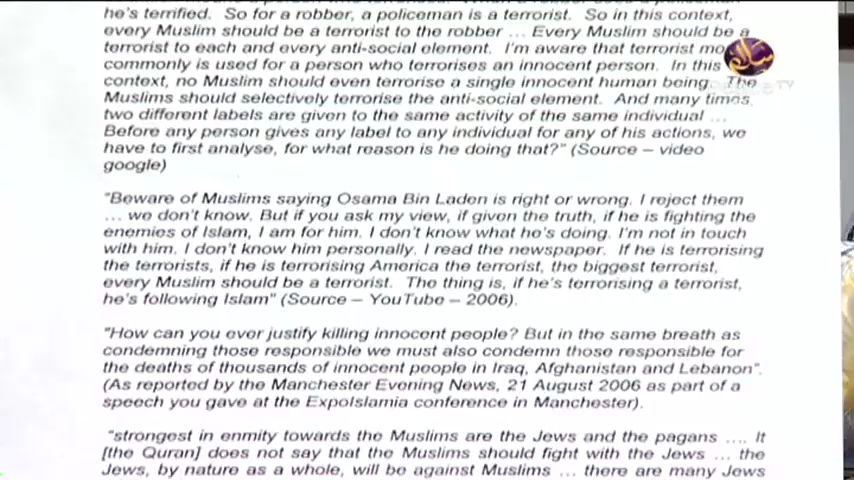 he's terrified. So for a robber, a policeman is a terrorist. So in this context,
every Muslim should be a terrorist to the robber ... Every Muslim should be a
terrorist to each and every anti-social element. I'm aware that terrorist mo
commonly is used for a person who terrorises an innocent person. In this
context, no Muslim should even terrorise a single innocent human being. The
Muslims should selectively terrorise the anti-social element. And many times,
two different labels are given to the same activity of the same individual ...
Before any person gives any label to any individual for any of his actions, we
have to first analyse, for what reason is he doing that?" (Source – video
google)
"Beware of Muslims saying Osama Bin Laden is right or wrong. I reject them
... we don't know. But if you ask my view, if given the truth, if he is fighting the
enemies of Islam, I am for him. I don't know what he's doing. I'm not in touch
with him. I don't know him personally. I read the newspaper. If he is terrorising
the terrorists, if he is terrorising America the terrorist, the biggest terrorist,
every Muslim should be a terrorist. The thing is, if he's terrorising a terrorist,
he's following Islam" (Source – YouTube – 2006).
"How can you ever justify killing innocent people? But in the same breath as
condemning those responsible we must also condemn those responsible for
the deaths of thousands of innocent people in Iraq, Afghanistan and Lebanon".
(As reported by the Manchester Evening News, 21 August 2006 as part of a
speech you gave at the ExpoIslamia conference in Manchester).
"strongest in enmity towards the Muslims are the Jews and the pagans .... It
[the Quran] does not say that the Muslims should fight with the Jews ... the
Jews, by nature as a whole, will be against Muslims ... there are many Jews